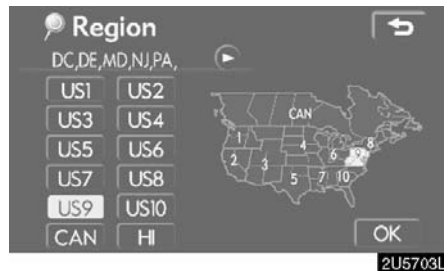 Region
DC,DE,MD,NJ,PA,
US1 US2
US3 US4
US5 US6
US7 US8
US9 US10
CAN HI
CAN
1
2
3
4
5
6
7
8
9
10
OK
2U5703L